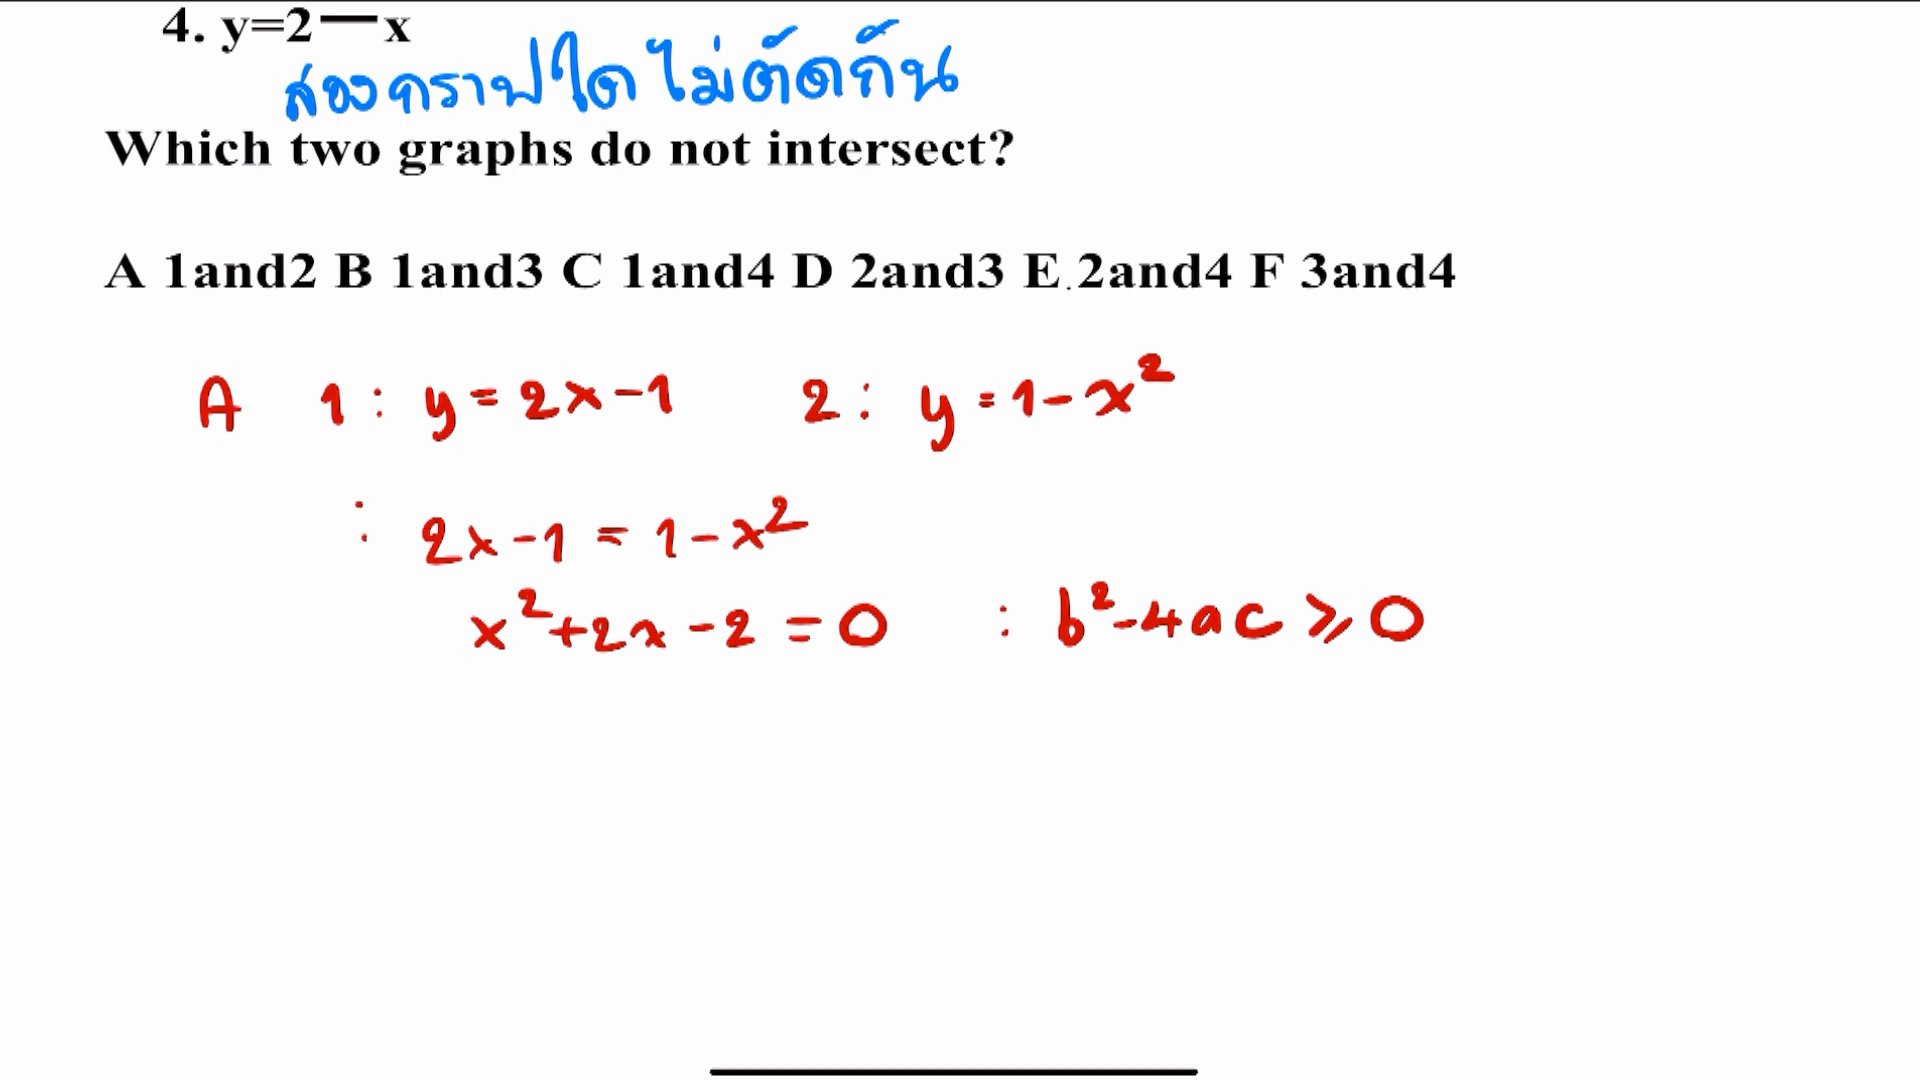 4. y=2−x
สองกราฟใดไม่ตัดกัน
Which two graphs do not intersect?
A 1and2 B 1and3 C 1and4 D 2and3 E.2and4 F 3and4
A 1 : y = 2x-1 2 : y = 1-x²
: 2x-1 = 1-x²
x²+2x-2 = 0 : b²-4ac ⩾ 0